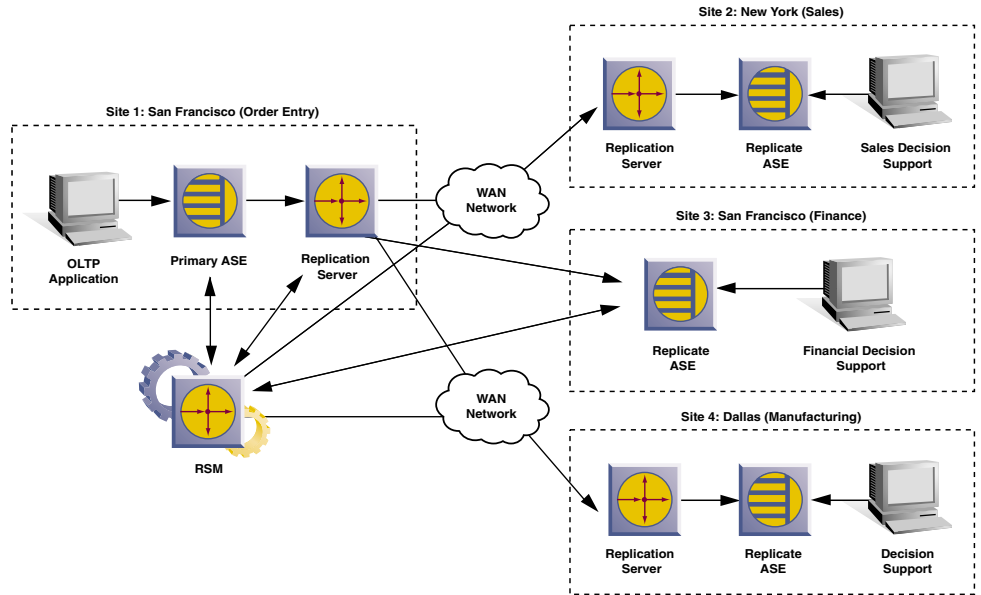 Site 1: San Francisco (Order Entry)
OLTP
Application
Primary ASE
Replication
Server
RSM
WAN
Network
WAN
Network
Site 2: New York (Sales)
Replication
Server
Replicate
ASE
Sales Decision
Support
Site 3: San Francisco (Finance)
Replicate
ASE
Financial Decision
Support
Site 4: Dallas (Manufacturing)
Replication
Server
Replicate
ASE
Decision
Support